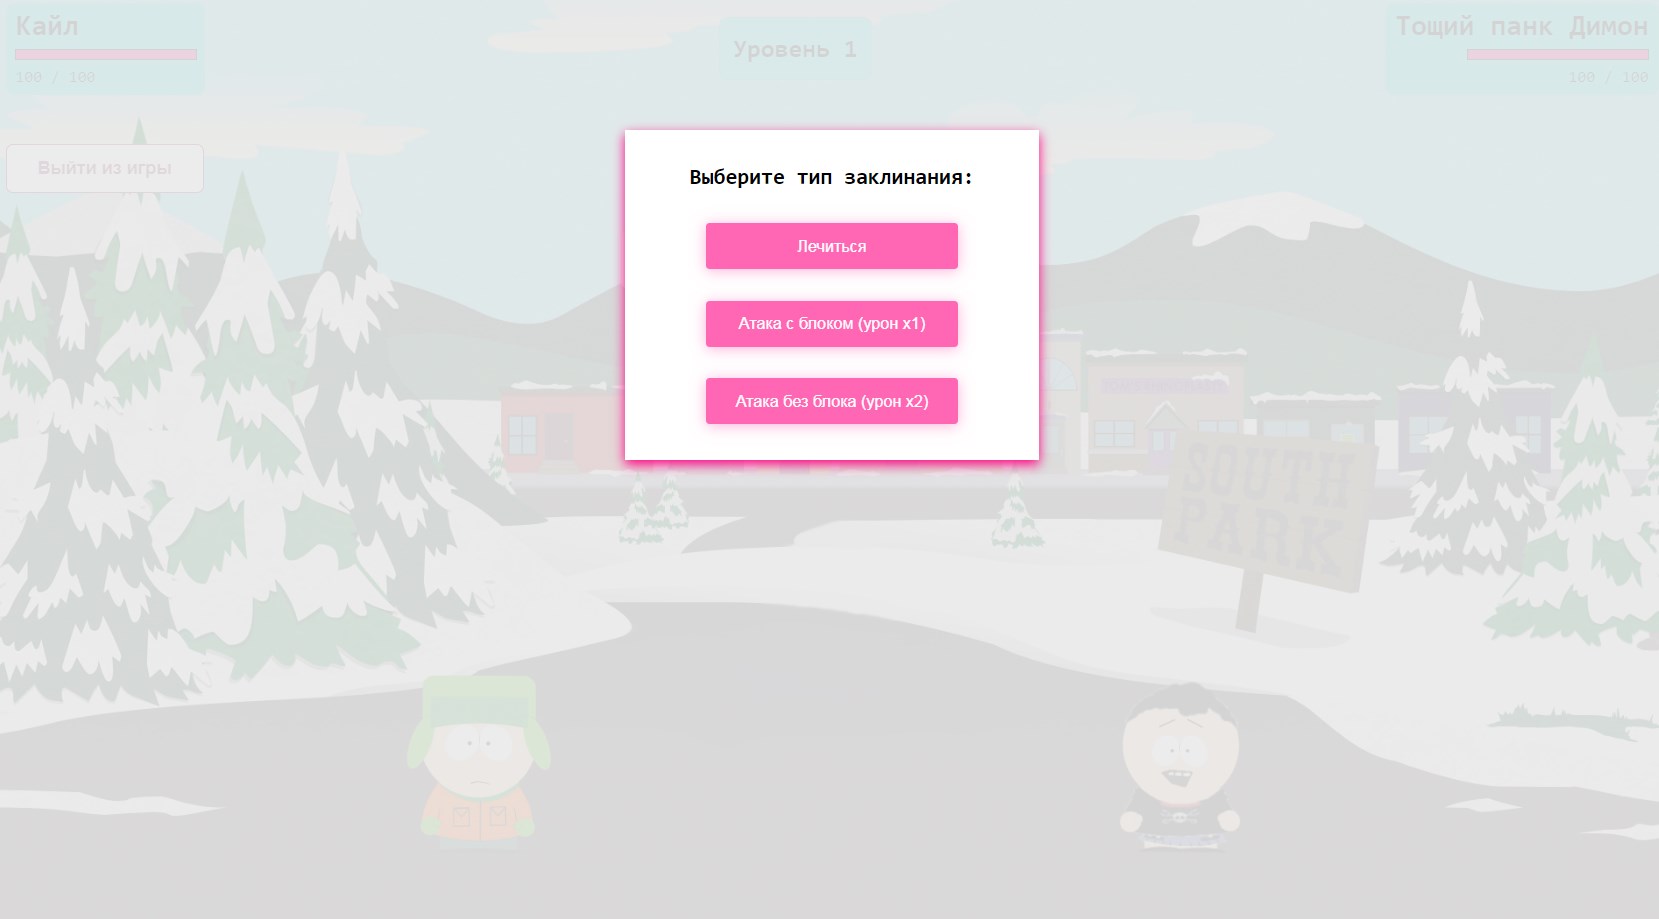 Кайл
100 / 100
Уровень 1
Тощий панк Димон
100 / 100
Выйти из игры
Выберите тип заклинания:
Лечиться
Атака с блоком (урон x1)
Атака без блока (урон x2)
SOUTH
PARK